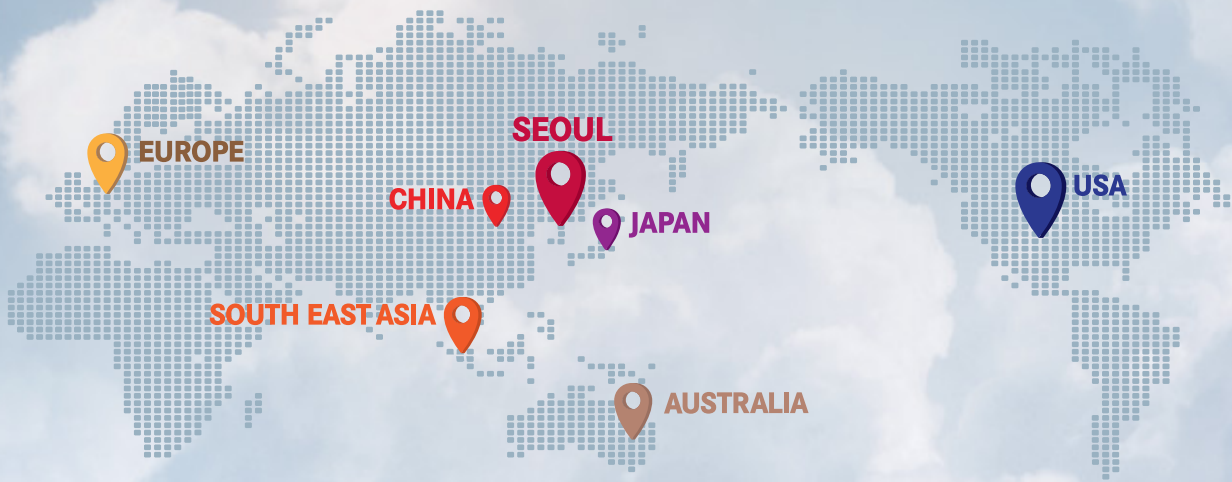 SEOUL
EUROPE
USA
CHINA
JAPAN
SOUTH EAST ASIA
AUSTRALIA